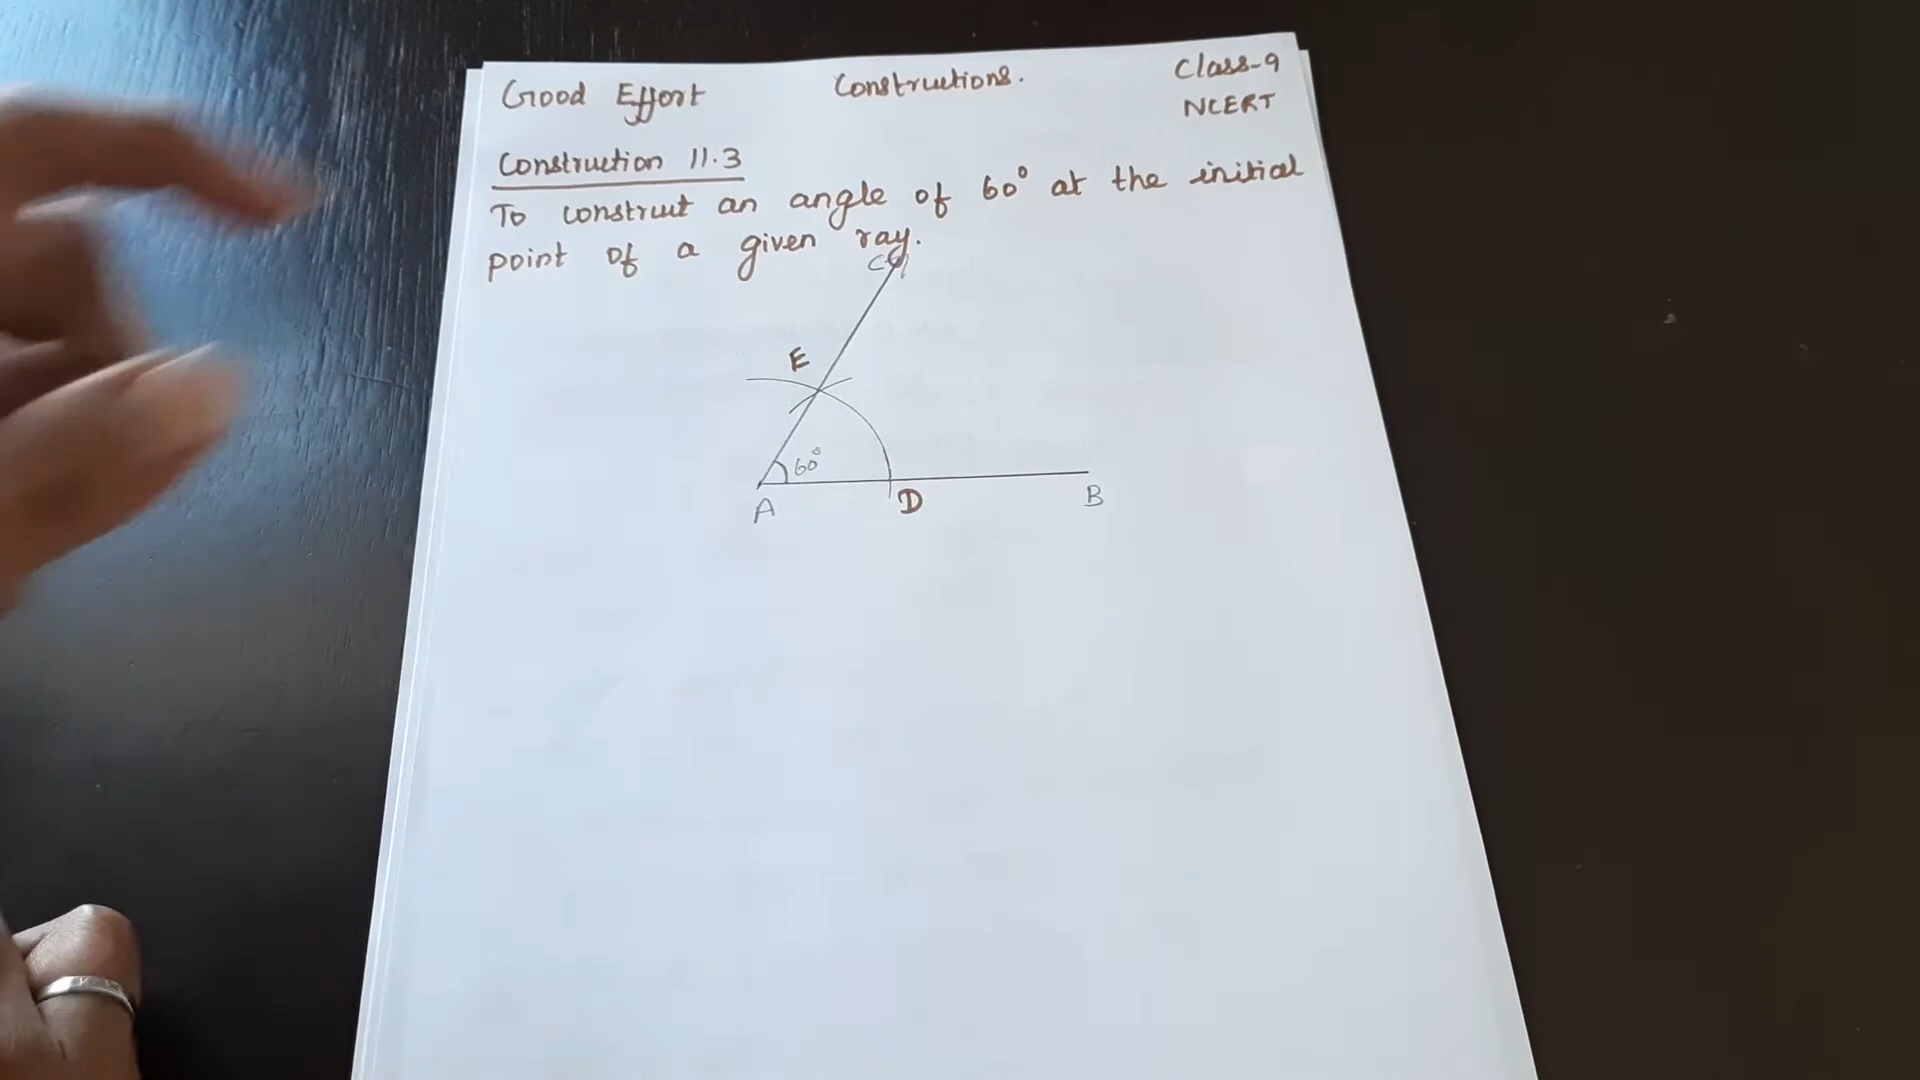 Good Effort Constructions. Class-9
NCERT
Construction 11.3
To construct an angle of 60° at the initial
point of a given ray.
C
E
60°
A D B